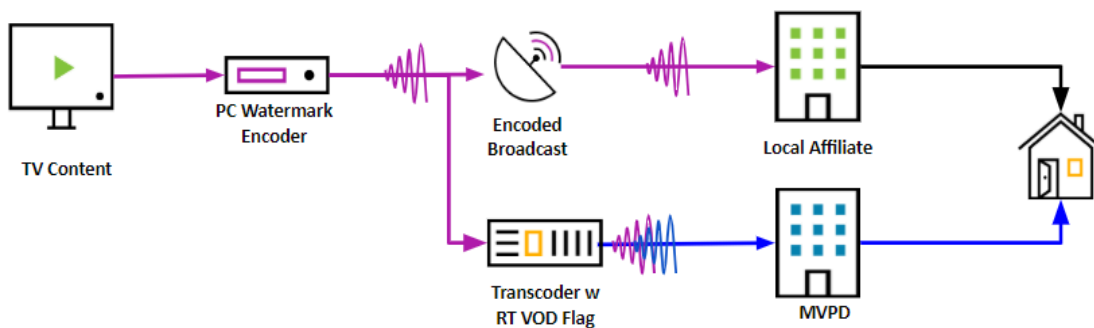 TV Content
PC Watermark
Encoder
Encoded
Broadcast
Local Affiliate
Transcoder w
RT VOD Flag
MVPD